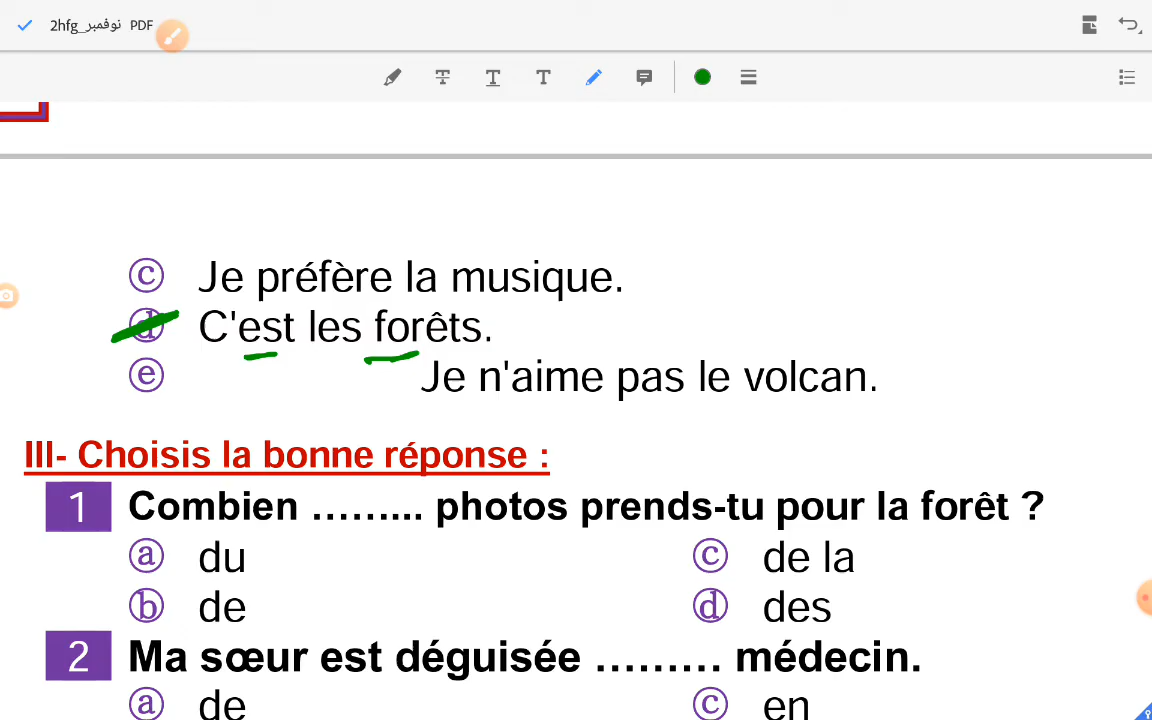 2hfg_نوفمبر PDF
c Je préfère la musique.
d C'est les forêts.
e Je n'aime pas le volcan.
III- Choisis la bonne réponse :
1 Combien ……... photos prends-tu pour la forêt ?
a du c de la
b de d des
2 Ma sœur est déguisée ……… médecin.
a de c en